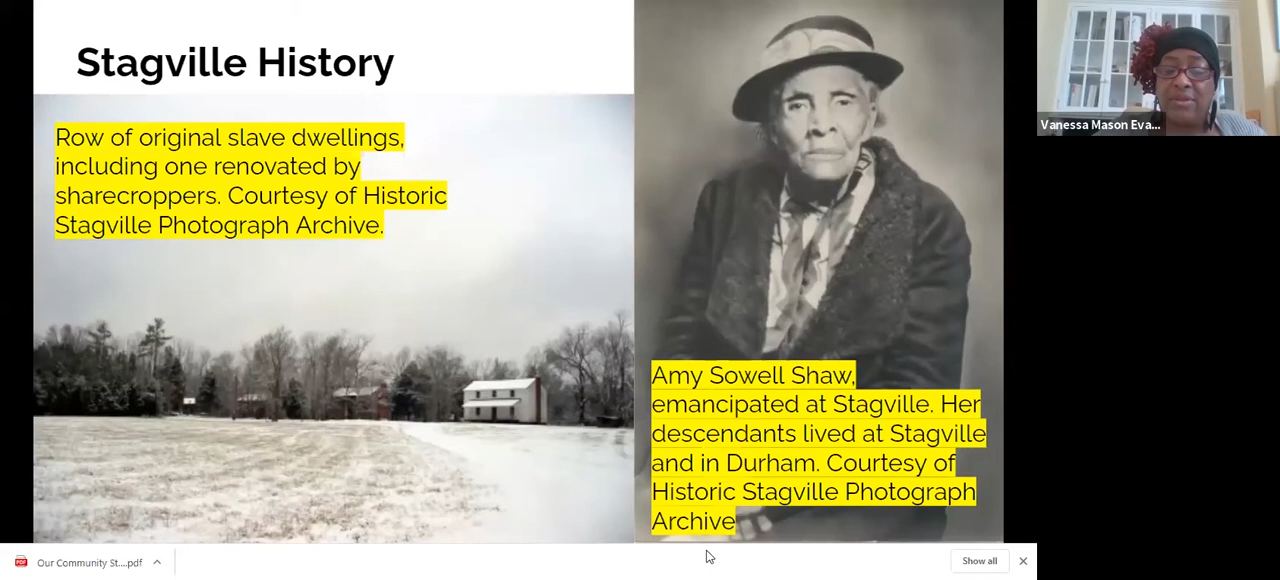 Stagville History
Row of original slave dwellings,
including one renovated by
sharecroppers. Courtesy of Historic
Stagville Photograph Archive.
Amy Sowell Shaw,
emancipated at Stagville. Her
descendants lived at Stagville
and in Durham. Courtesy of
Historic Stagville Photograph
Archive
Vanessa Mason Eva...
PDF
Our Community St....pdf
Show all